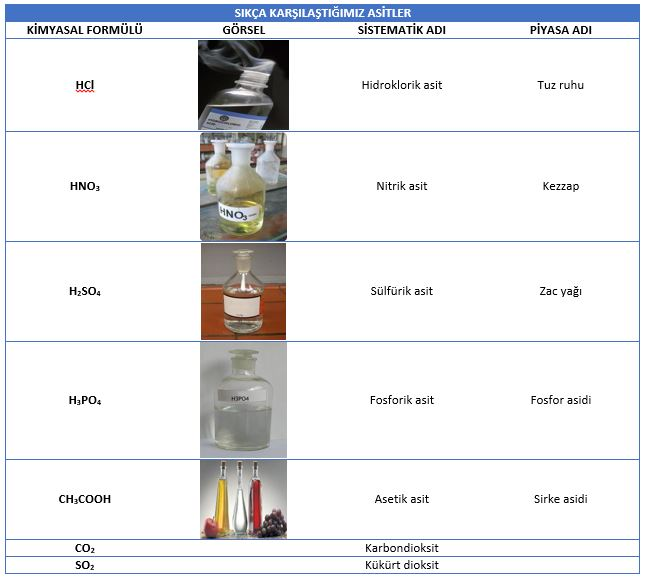 SIKÇA KARŞILAŞTIĞIMIZ ASİTLER
KİMYASAL FORMÜLÜ GÖRSEL SİSTEMATİK ADI PİYASA ADI
HCl Hidroklorik asit Tuz ruhu
HNO₃ HNO₃ Nitrik asit Kezzap
H₂SO₄ Sülfürik asit Zac yağı
H₃PO₄ H3PO4 Fosforik asit Fosfor asidi
CH₃COOH Asetik asit Sirke asidi
CO₂ Karbondioksit
SO₂ Kükürt dioksit